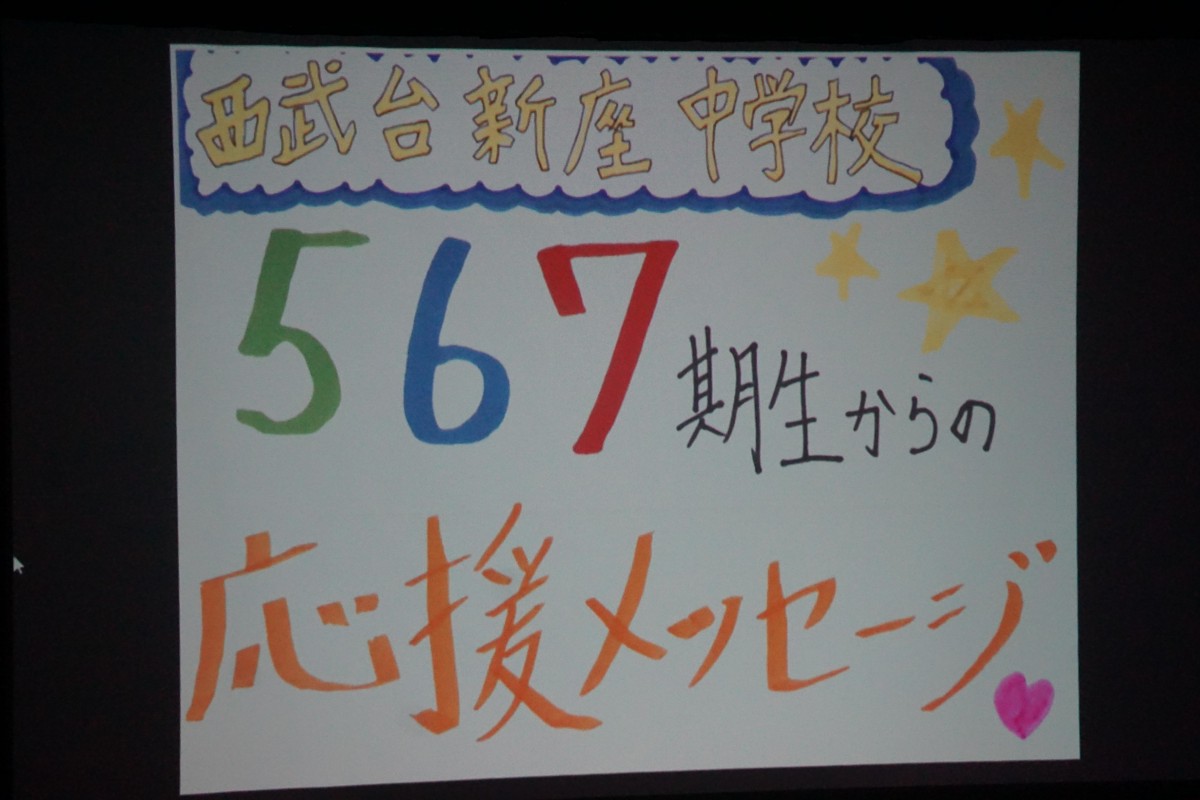 西武台新座中学校
567期生からの
応援メッセージ